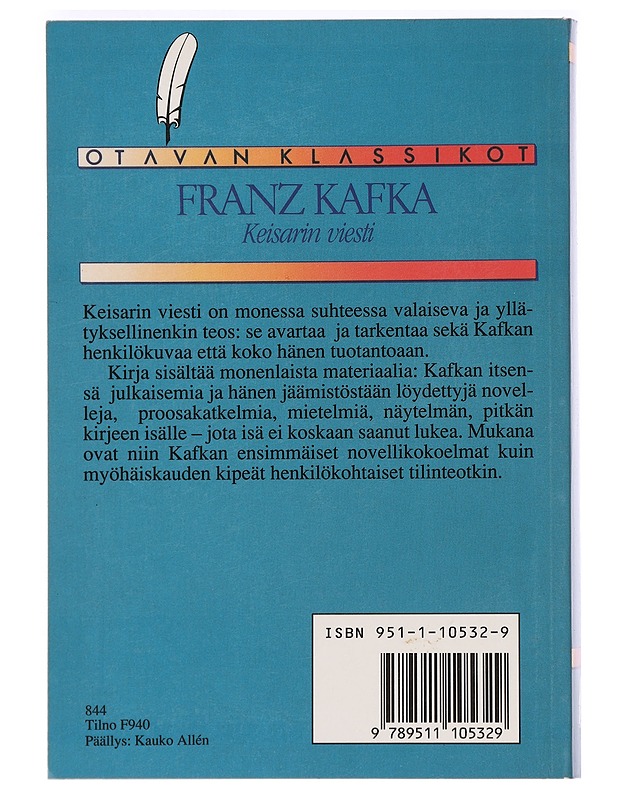 OTAVAN KLASSIKOT
FRANZ KAFKA
Keisarin viesti
Keisarin viesti on monessa suhteessa valaiseva ja yllä-
tyksellinenkin teos: se avartaa ja tarkentaa sekä Kafkan
henkilökuvaa että koko hänen tuotantoaan.
Kirja sisältää monenlaista materiaalia: Kafkan itsen-
sä julkaisemia ja hänen jäämistöstään löydettyjä novel-
leja, proosakatkelmia, mietelmiä, näytelmän, pitkän
kirjeen isälle – jota isä ei koskaan saanut lukea. Mukana
ovat niin Kafkan ensimmäiset novellikokoelmat kuin
myöhäiskauden kipeät henkilökohtaiset tilinteotkin.
ISBN 951-1-10532-9
9 789511 105329
844
Tilno F940
Päällys: Kauko Allén